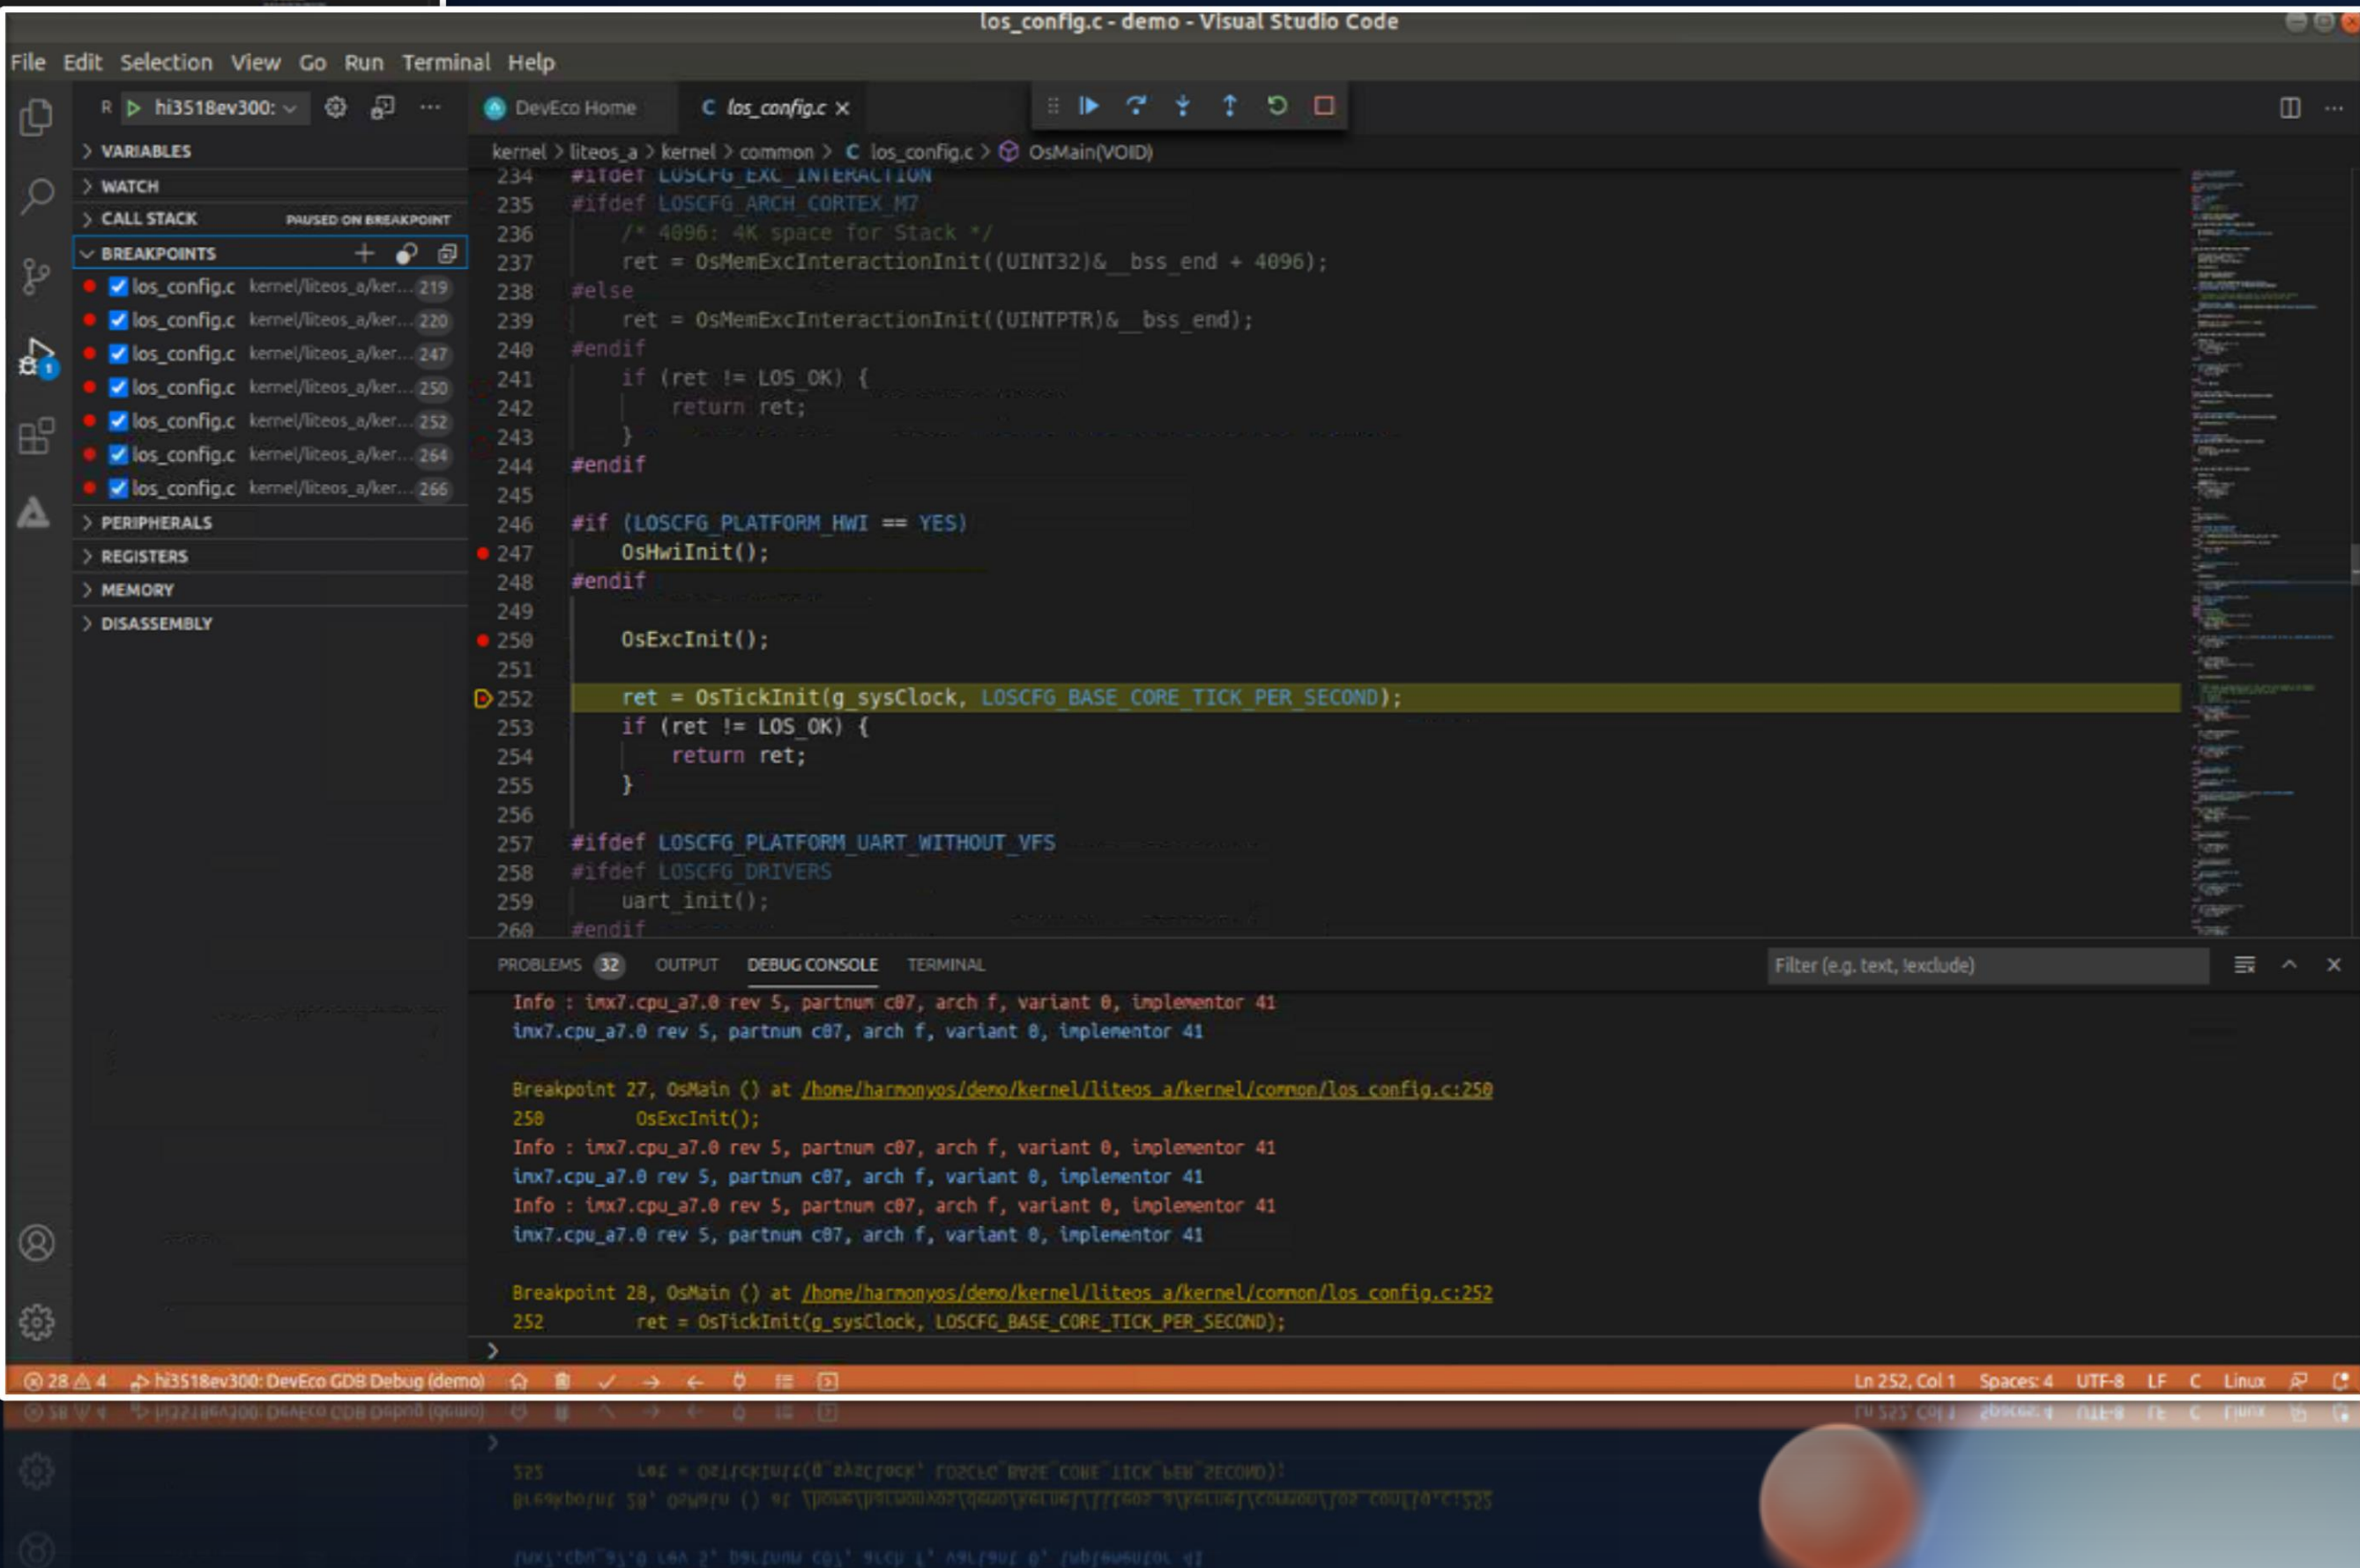 los_config.c - demo - Visual Studio Code
File Edit Selection View Go Run Terminal Help
R hi3518ev300: ···
DevEco Home
C los_config.c ×
VARIABLES
WATCH
CALL STACK PAUSED ON BREAKPOINT
BREAKPOINTS
los_config.c kernel/liteos_a/ker... 219
los_config.c kernel/liteos_a/ker... 220
los_config.c kernel/liteos_a/ker... 247
los_config.c kernel/liteos_a/ker... 250
los_config.c kernel/liteos_a/ker... 252
los_config.c kernel/liteos_a/ker... 264
los_config.c kernel/liteos_a/ker... 266
PERIPHERALS
REGISTERS
MEMORY
DISASSEMBLY
kernel > liteos_a > kernel > common > C los_config.c > OsMain(VOID)
234 #ifdef LOSCFG_EXC_INTERACTION
235 #ifdef LOSCFG_ARCH_CORTEX_M7
236 /* 4096: 4K space for Stack */
237 ret = OsMemExcInteractionInit((UINT32)&__bss_end + 4096);
238 #else
239 ret = OsMemExcInteractionInit((UINTPTR)&__bss_end);
240 #endif
241 if (ret != LOS_OK) {
242 return ret;
243 }
244 #endif
245
246 #if (LOSCFG_PLATFORM_HWI == YES)
247 OsHwiInit();
248 #endif
249
250 OsExcInit();
251
252 ret = OsTickInit(g_sysClock, LOSCFG_BASE_CORE_TICK_PER_SECOND);
253 if (ret != LOS_OK) {
254 return ret;
255 }
256
257 #ifdef LOSCFG_PLATFORM_UART_WITHOUT_VFS
258 #ifdef LOSCFG_DRIVERS
259 uart_init();
260 #endif
PROBLEMS 32 OUTPUT DEBUG CONSOLE TERMINAL Filter (e.g. text, !exclude)
Info : imx7.cpu_a7.0 rev 5, partnum c07, arch f, variant 0, implementor 41
imx7.cpu_a7.0 rev 5, partnum c07, arch f, variant 0, implementor 41
Breakpoint 27, OsMain () at /home/harmonyos/demo/kernel/liteos_a/kernel/common/los_config.c:250
250 OsExcInit();
Info : imx7.cpu_a7.0 rev 5, partnum c07, arch f, variant 0, implementor 41
imx7.cpu_a7.0 rev 5, partnum c07, arch f, variant 0, implementor 41
Info : imx7.cpu_a7.0 rev 5, partnum c07, arch f, variant 0, implementor 41
imx7.cpu_a7.0 rev 5, partnum c07, arch f, variant 0, implementor 41
Breakpoint 28, OsMain () at /home/harmonyos/demo/kernel/liteos_a/kernel/common/los_config.c:252
252 ret = OsTickInit(g_sysClock, LOSCFG_BASE_CORE_TICK_PER_SECOND);
28 4 hi3518ev300: DevEco GDB Debug (demo) Ln 252, Col 1 Spaces: 4 UTF-8 LF C Linux